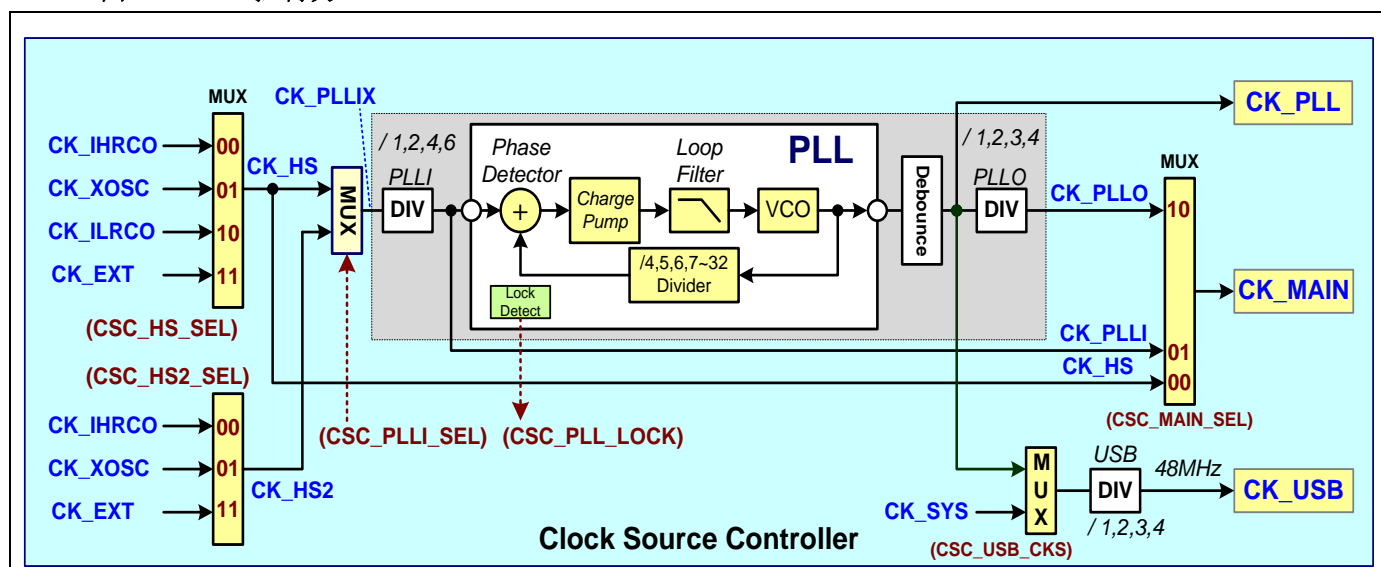 MUX
CK_PLLIX
CK_IHRCO
00
CK_HS
CK_XOSC
01
CK_ILRCO
10
CK_EXT
11
(CSC_HS_SEL)
MUX
/ 1,2,4,6
PLLI
DIV
Phase
Detector
+
Charge
Pump
Loop
Filter
PLL
VCO
/4,5,6,7~32
Divider
Lock
Detect
Debounce
/ 1,2,3,4
PLLO
DIV
CK_PLL
CK_PLLO
MUX
10
CK_MAIN
CK_PLLI
01
CK_HS
00
(CSC_MAIN_SEL)
(CSC_HS2_SEL)
CK_IHRCO
00
CK_XOSC
01
CK_HS2
CK_EXT
11
(CSC_PLLI_SEL)
(CSC_PLL_LOCK)
CK_SYS
MUX
(CSC_USB_CKS)
USB
DIV
/ 1,2,3,4
48MHz
CK_USB
Clock Source Controller